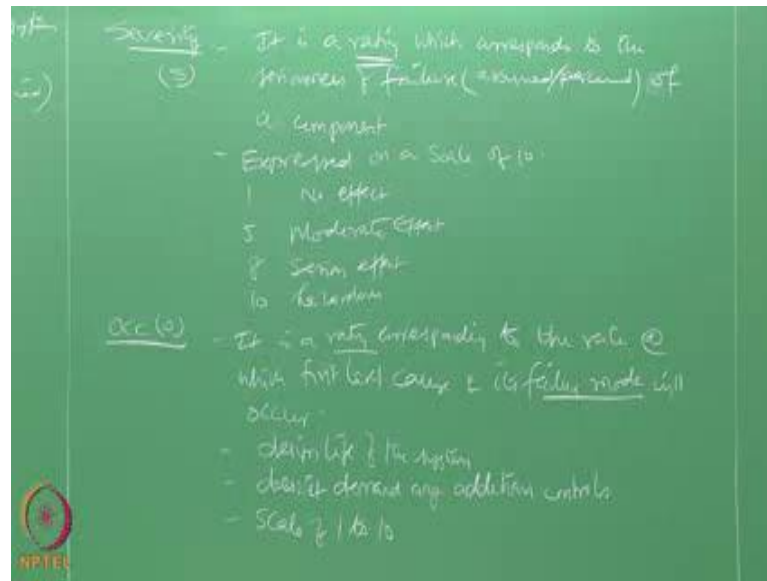 Severity - It is a rating which corresponds to the
(S) seriousness of failure (assumed/perceived) of
a component
- Expressed on a scale of 10.
1 No effect
5 Moderate effect
8 Serious effect
10 Hazardous
Occ (O) - It is a rating corresponding to the rate @
which first level cause & its failure mode will
occur.
- design life of the system
- does it demand any addition controls
- Scale of 1 to 10
NPTEL